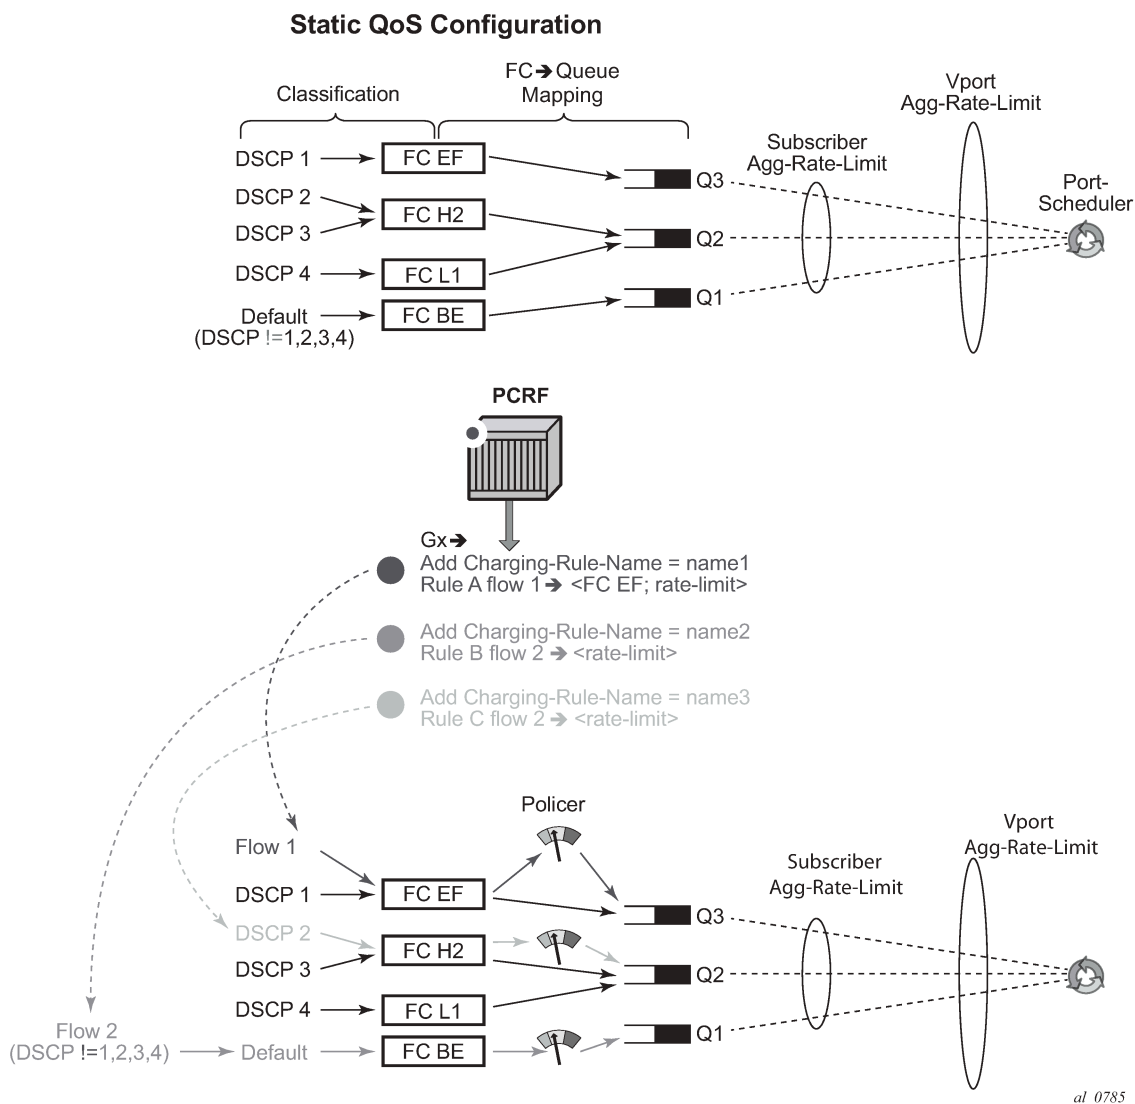 Static QoS Configuration
FC➔Queue
Mapping
Classification
Vport
Agg-Rate-Limit
Subscriber
Agg-Rate-Limit
Port-
Scheduler
DSCP 1
FC EF
Q3
DSCP 2
FC H2
DSCP 3
Q2
DSCP 4
FC L1
Q1
Default
FC BE
(DSCP !=1,2,3,4)
PCRF
Gx➔
Add Charging-Rule-Name = name1
Rule A flow 1➔ <FC EF; rate-limit>
Add Charging-Rule-Name = name2
Rule B flow 2 ➔ <rate-limit>
Add Charging-Rule-Name = name3
Rule C flow 2➔ <rate-limit>
Policer
Vport
Agg-Rate-Limit
Flow 1
Subscriber
Agg-Rate-Limit
DSCP 1
FC EF
Q3
DSCP 2
FC H2
DSCP 3
Q2
DSCP 4
FC L1
Q1
Flow 2
(DSCP !=1,2,3,4)
Default
FC BE
al_0785